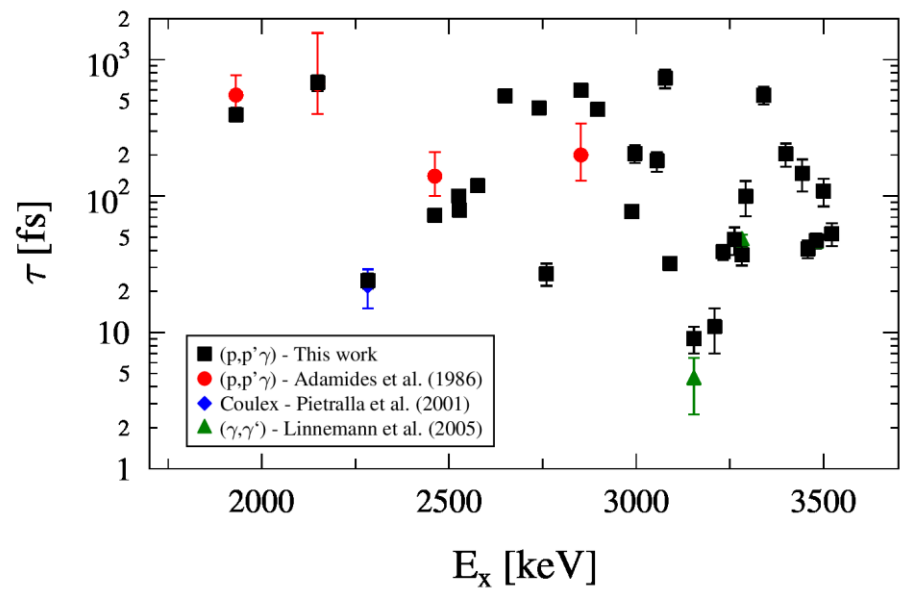 2
10³
5
2
10²
5
2
10
5
2
1
τ [fs]
(p,p’γ) - This work
(p,p’γ) - Adamides et al. (1986)
Coulex - Pietralla et al. (2001)
(γ,γ‘) - Linnemann et al. (2005)
2000 2500 3000 3500
Eₓ [keV]